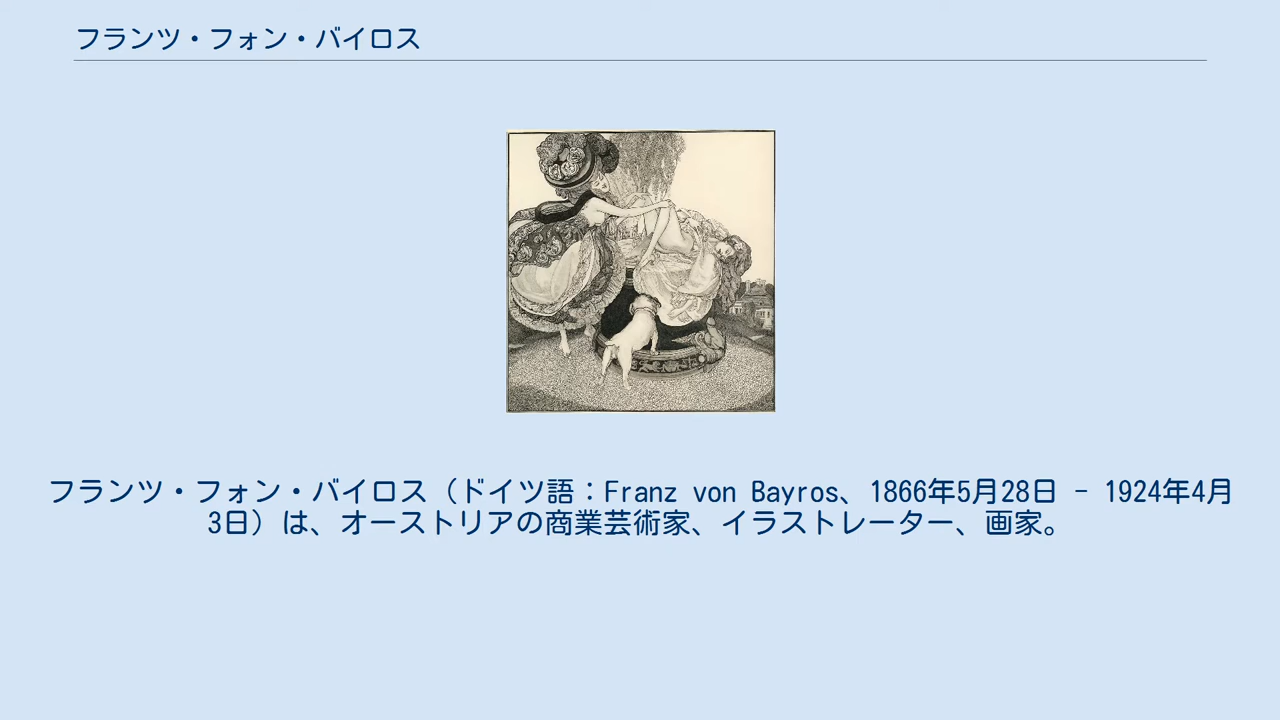 フランツ・フォン・バイロス
フランツ・フォン・バイロス（ドイツ語：Franz von Bayros、1866年5月28日 - 1924年4月
3日）は、オーストリアの商業芸術家、イラストレーター、画家。